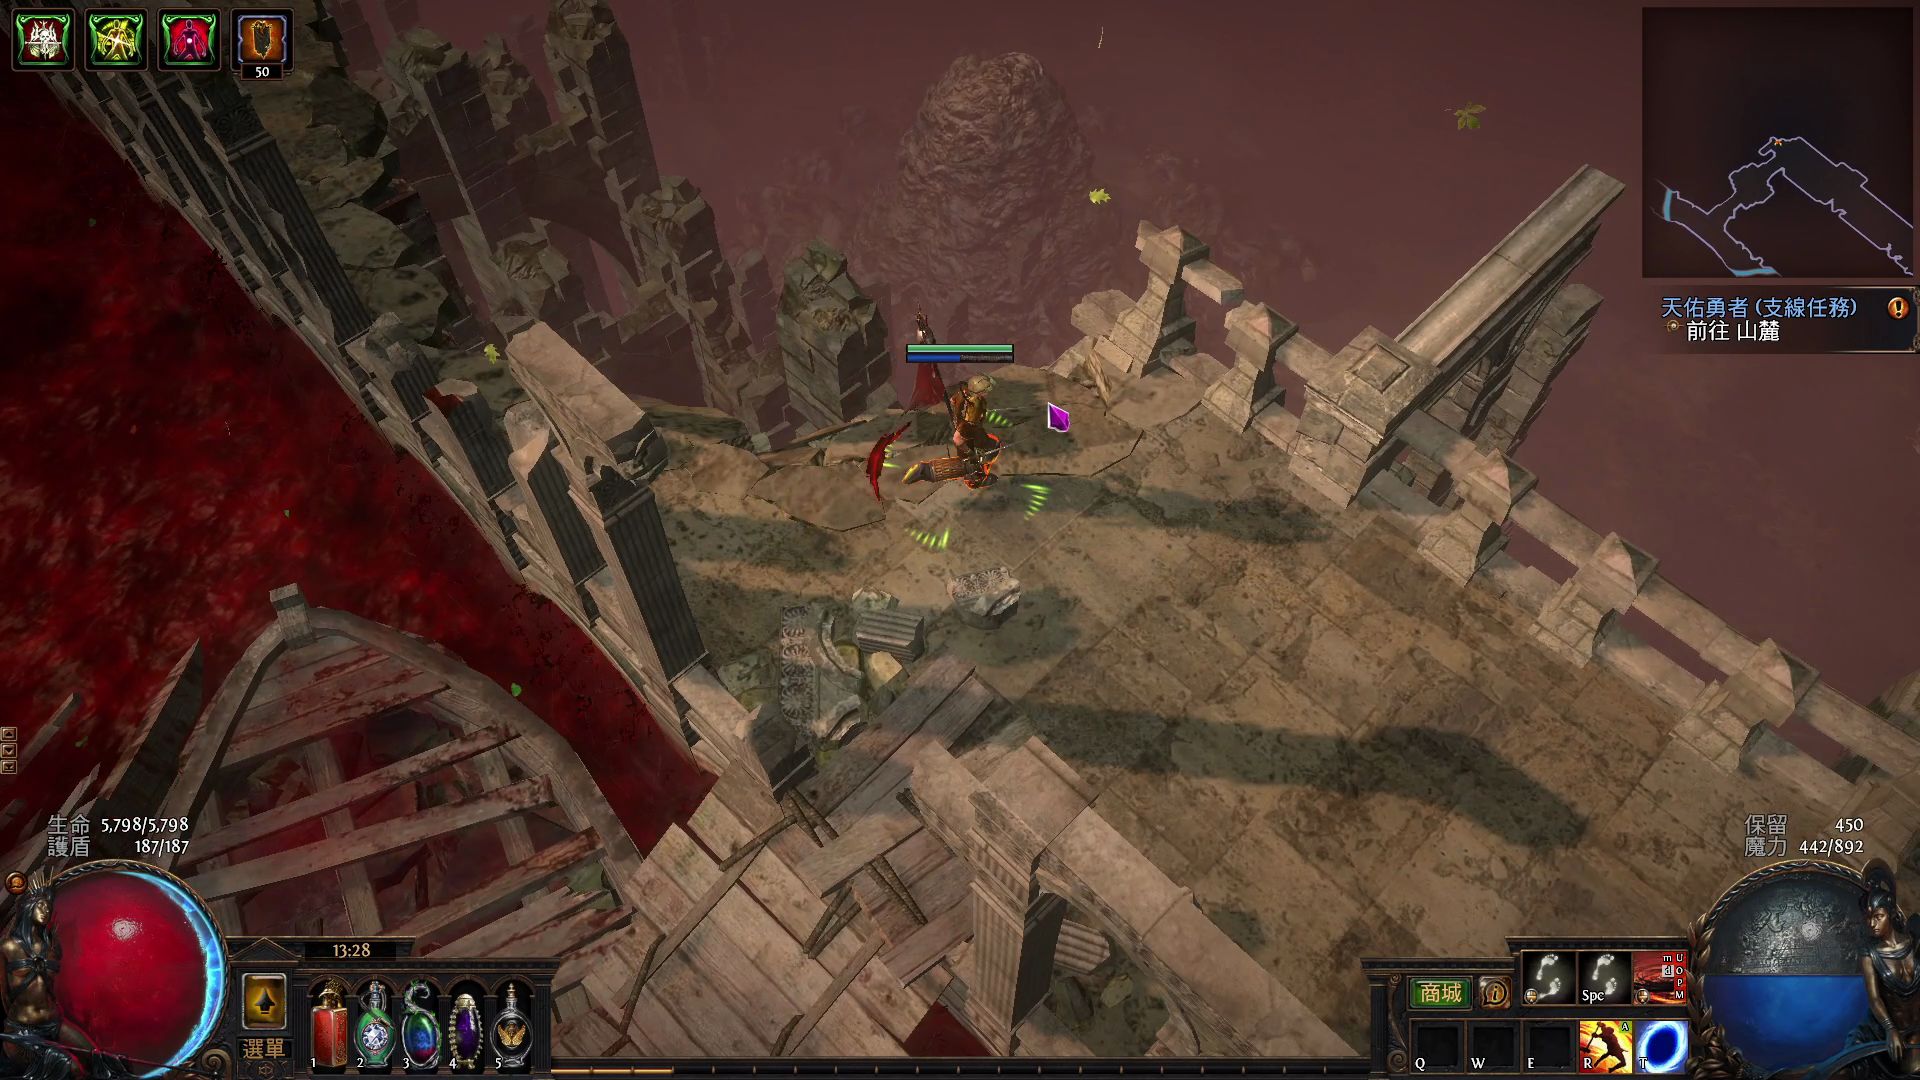 50
天佑勇者 (支線任務)
前往 山麓
生命 5,798/5,798
護盾 187/187
保留 450
魔力 442/892
13:28
選單
1
2
3
4
5
商城
Spc
m U
d O
P
M
Q
W
E
R
A
T